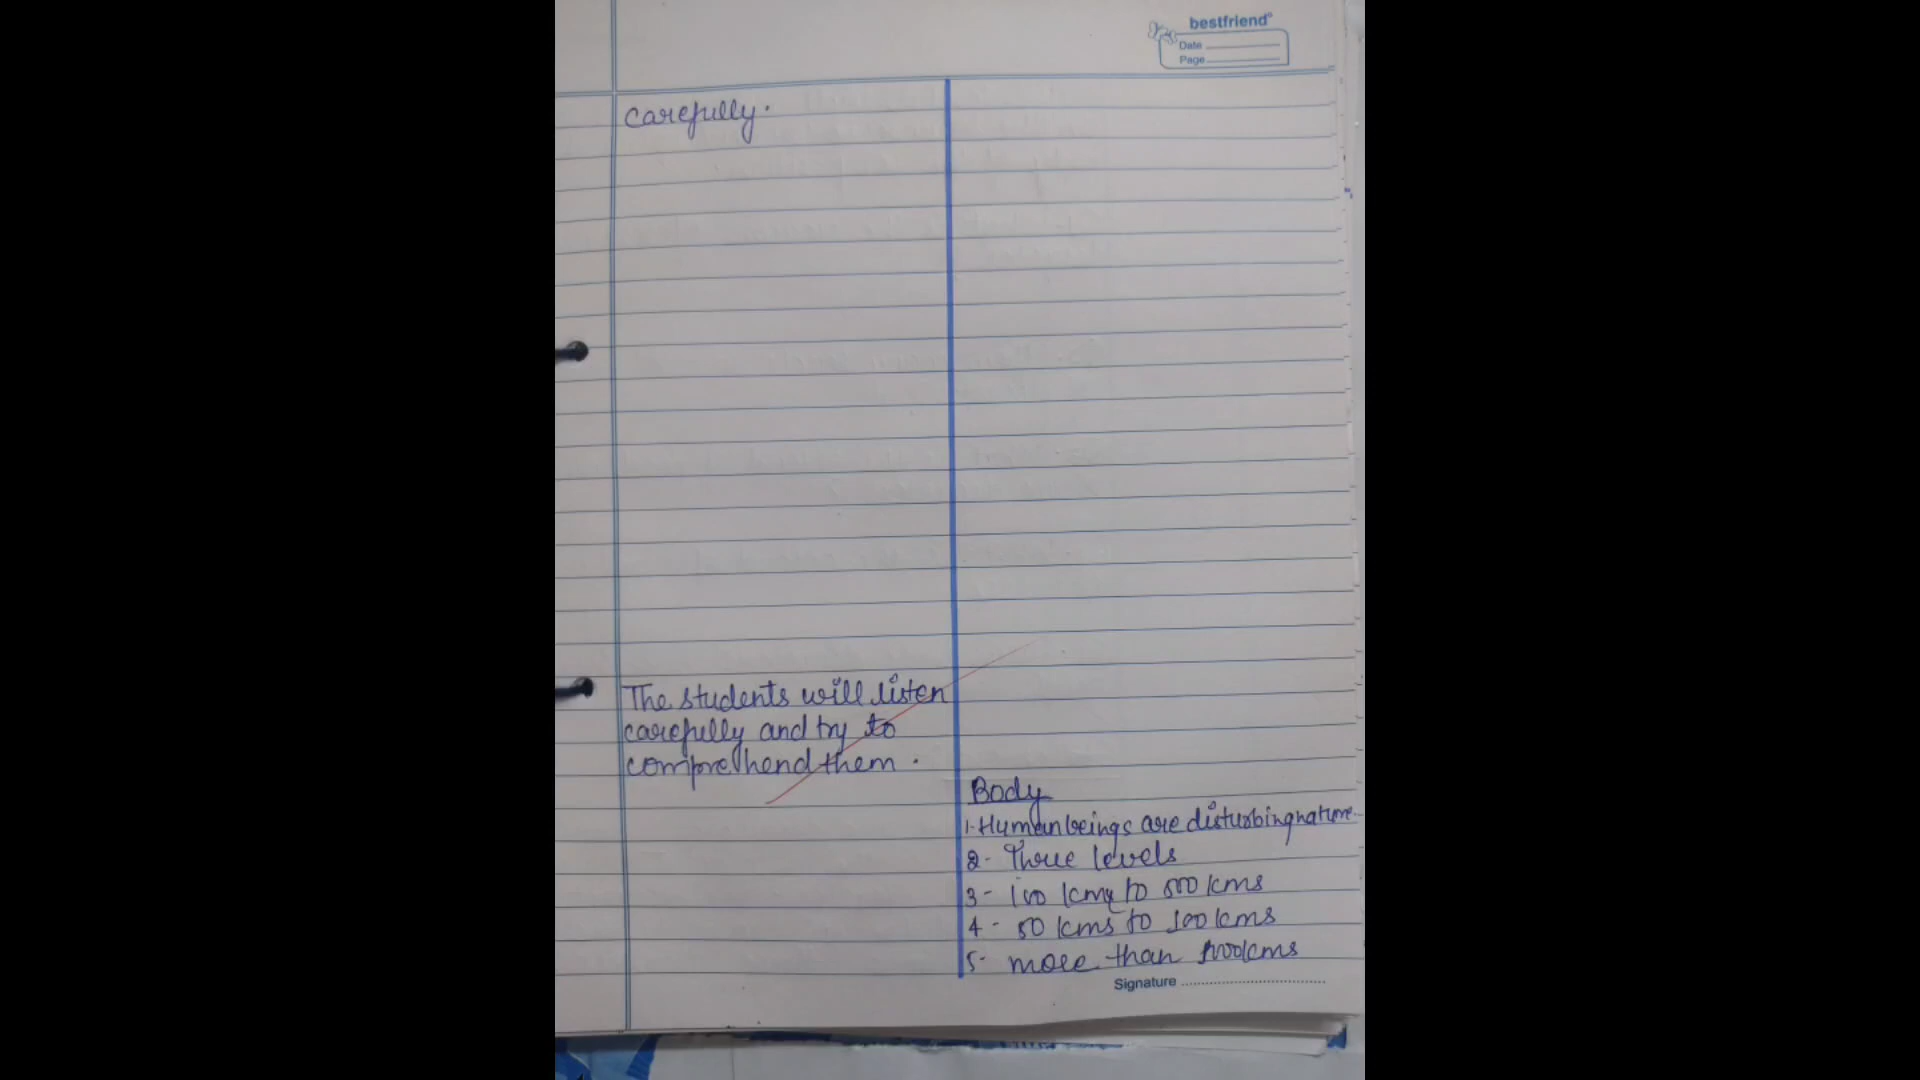 bestfriend
Date
Page
carefully.
The students will listen
carefully and try to
comprehend them.
Body
1- Human beings are disturbing nature.
2- Three levels
3- 100 kms to 500 kms
4- 50 kms to 100 kms
5- more than 1000 kms
Signature